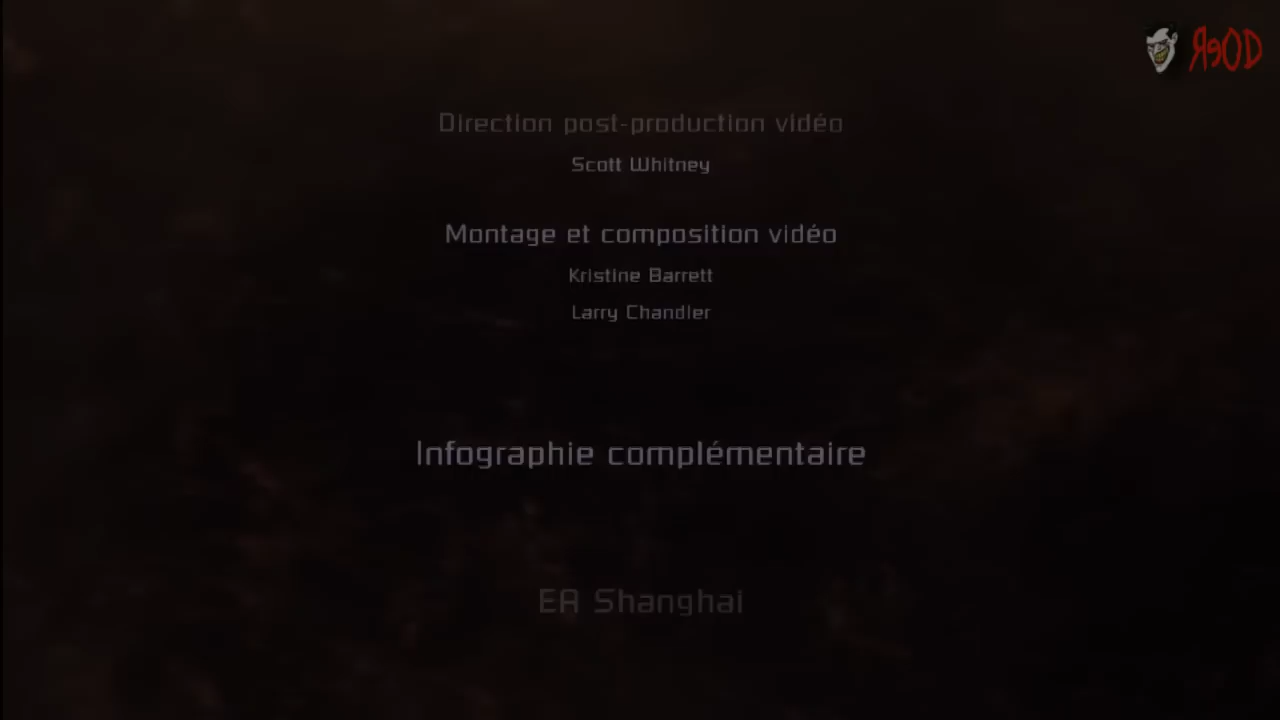 ЯeOD
Direction post-production vidéo
Scott Whitney
Montage et composition vidéo
Kristine Barrett
Larry Chandler
Infographie complémentaire
EA Shanghai